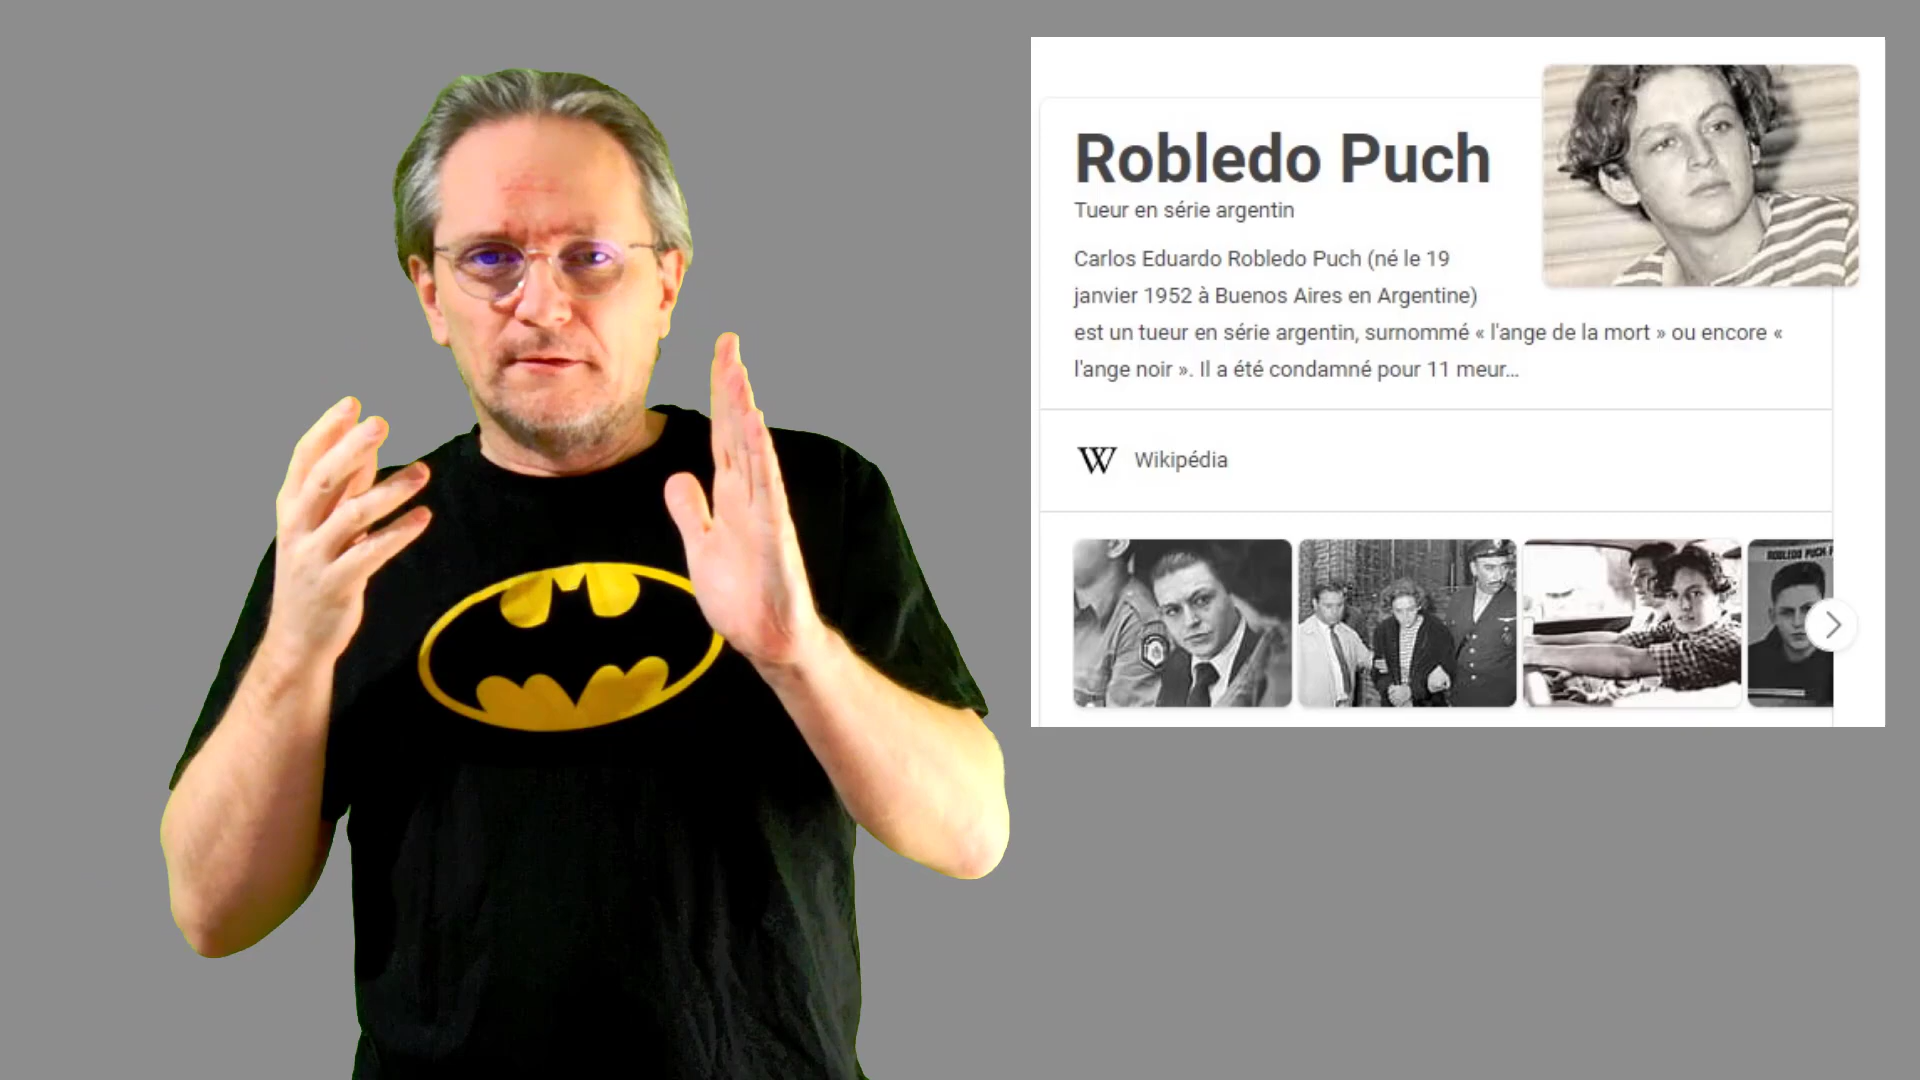 Robledo Puch
Tueur en série argentin
Carlos Eduardo Robledo Puch (né le 19
janvier 1952 à Buenos Aires en Argentine)
est un tueur en série argentin, surnommé « l'ange de la mort » ou encore «
l'ange noir ». Il a été condamné pour 11 meur...
W Wikipédia
ROBLEDO PUCH